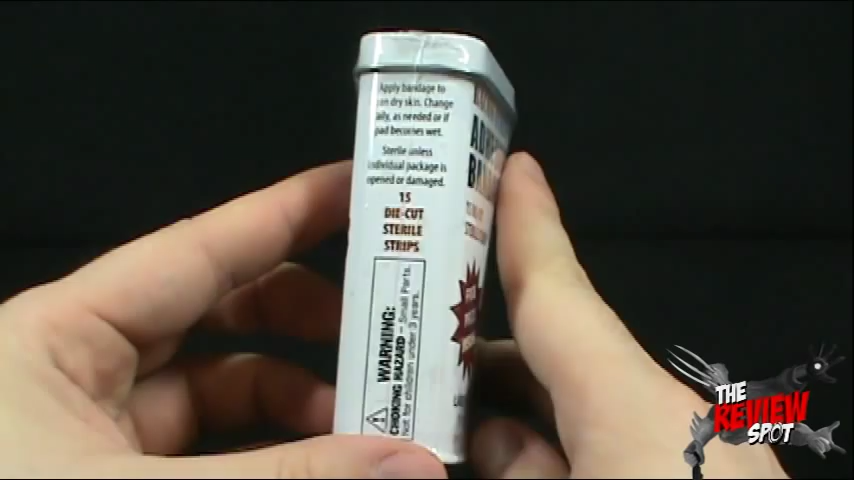 Apply bandage to
dry skin. Change
as needed or if
pad becomes wet.
Sterile unless
individual package is
opened or damaged.
15
DIE-CUT
STERILE
STRIPS
WARNING:
CHOKING HAZARD – Small Parts.
Not for children under 3 years.
THE
REVIEW
SPOT